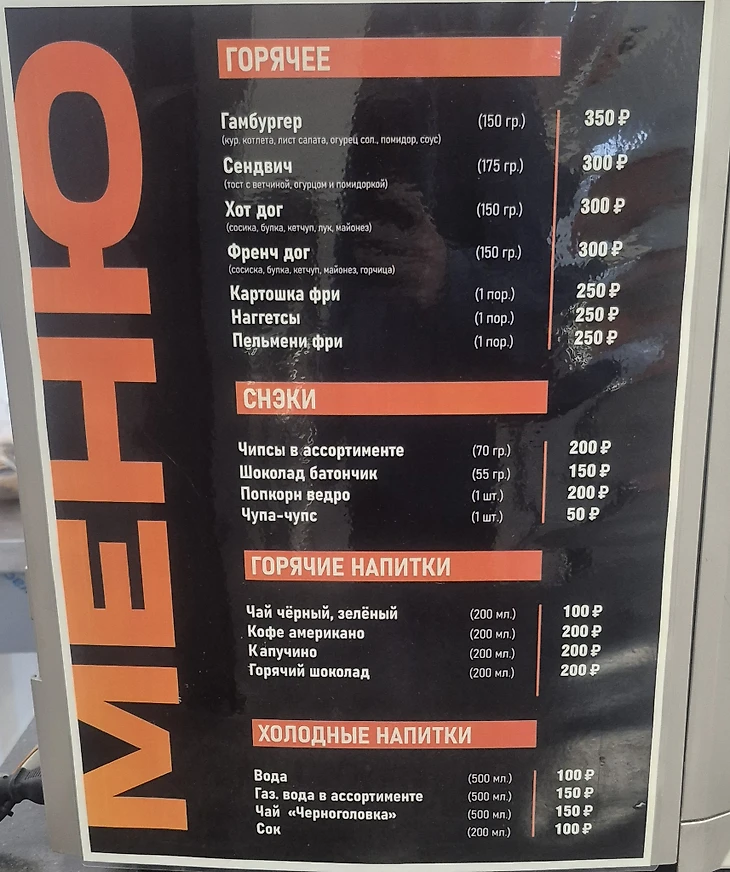 МЕНЮ
ГОРЯЧЕЕ
Гамбургер (150 гр.) 350 ₽
(кур. котлета, лист салата, огурец сол., помидор, соус)
Сендвич (175 гр.) 300 ₽
(тост с ветчиной, огурцом и помидоркой)
Хот дог (150 гр.) 300 ₽
(сосика, булка, кетчуп, лук, майонез)
Френч дог (150 гр.) 300 ₽
(сосиска, булка, кетчуп, майонез, горчица)
Картошка фри (1 пор.) 250 ₽
Наггетсы (1 пор.) 250 ₽
Пельмени фри (1 пор.) 250 ₽
СНЭКИ
Чипсы в ассортименте (70 гр.) 200 ₽
Шоколад батончик (55 гр.) 150 ₽
Попкорн ведро (1 шт.) 200 ₽
Чупа-чупс (1 шт.) 50 ₽
ГОРЯЧИЕ НАПИТКИ
Чай чёрный, зелёный (200 мл.) 100 ₽
Кофе американо (200 мл.) 200 ₽
Капучино (200 мл.) 200 ₽
Горячий шоколад (200 мл.) 200 ₽
ХОЛОДНЫЕ НАПИТКИ
Вода (500 мл.) 100 ₽
Газ. вода в ассортименте (500 мл.) 150 ₽
Чай «Черноголовка» (500 мл.) 150 ₽
Сок (200 мл.) 100 ₽